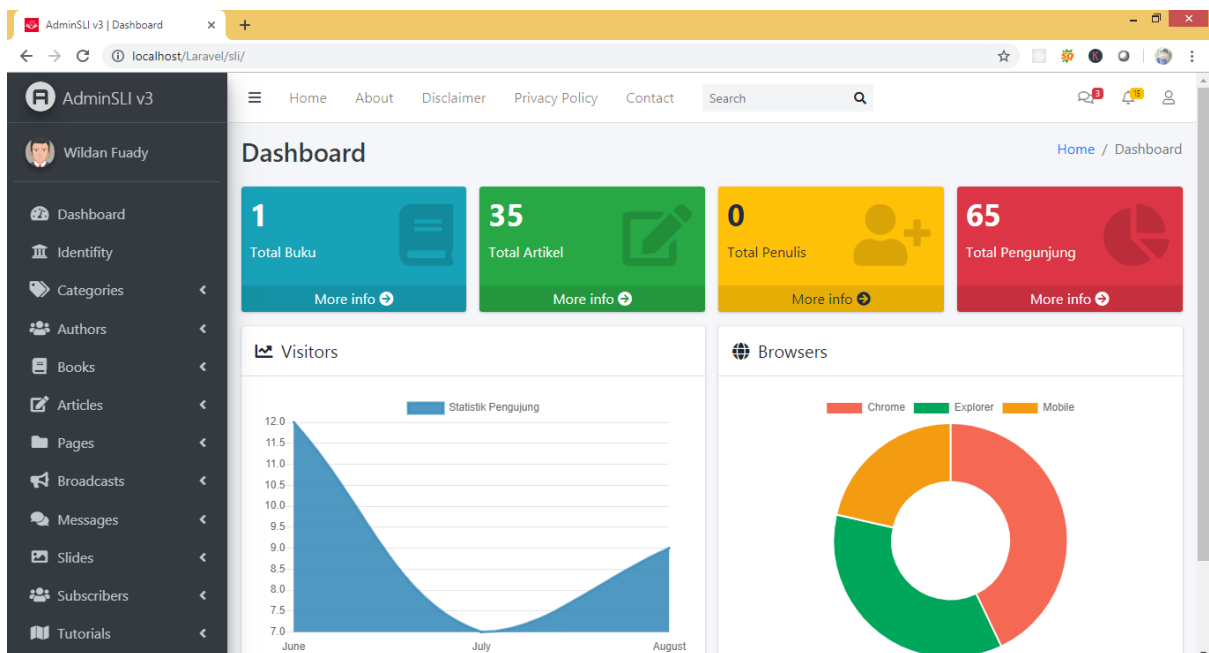 AdminSLI v3 | Dashboard
localhost/Laravel/sli/
AdminSLI v3
Home About Disclaimer Privacy Policy Contact Search
3 15
Wildan Fuady
Dashboard
Home / Dashboard
Dashboard
Identifity
Categories
Authors
Books
Articles
Pages
Broadcasts
Messages
Slides
Subscribers
Tutorials
1
Total Buku
More info
35
Total Artikel
More info
0
Total Penulis
More info
65
Total Pengunjung
More info
Visitors
Statistik Pengujung
12.0
11.5
11.0
10.5
10.0
9.5
9.0
8.5
8.0
7.5
7.0
June July August
Browsers
Chrome Explorer Mobile